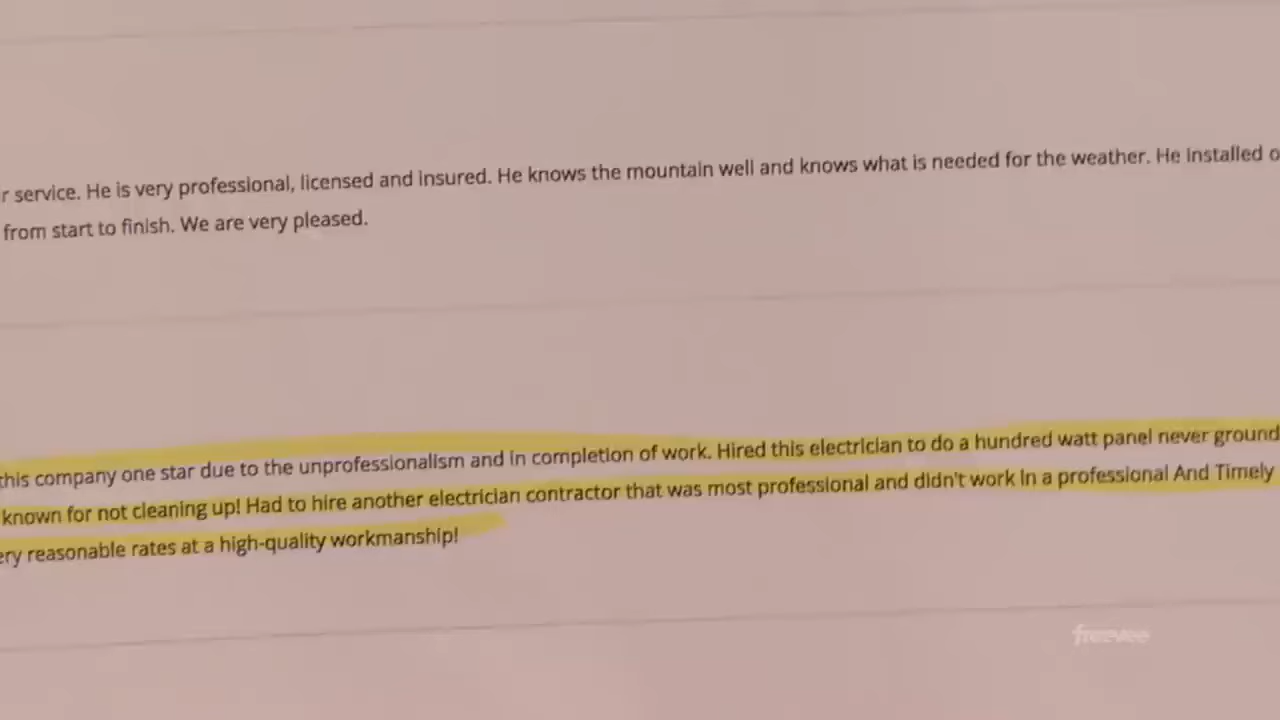 r service. He is very professional, licensed and insured. He knows the mountain well and knows what is needed for the weather. He installed o
from start to finish. We are very pleased.
this company one star due to the unprofessionalism and in completion of work. Hired this electrician to do a hundred watt panel never ground
known for not cleaning up! Had to hire another electrician contractor that was most professional and didn't work in a professional And Timely
ery reasonable rates at a high-quality workmanship!
freevee